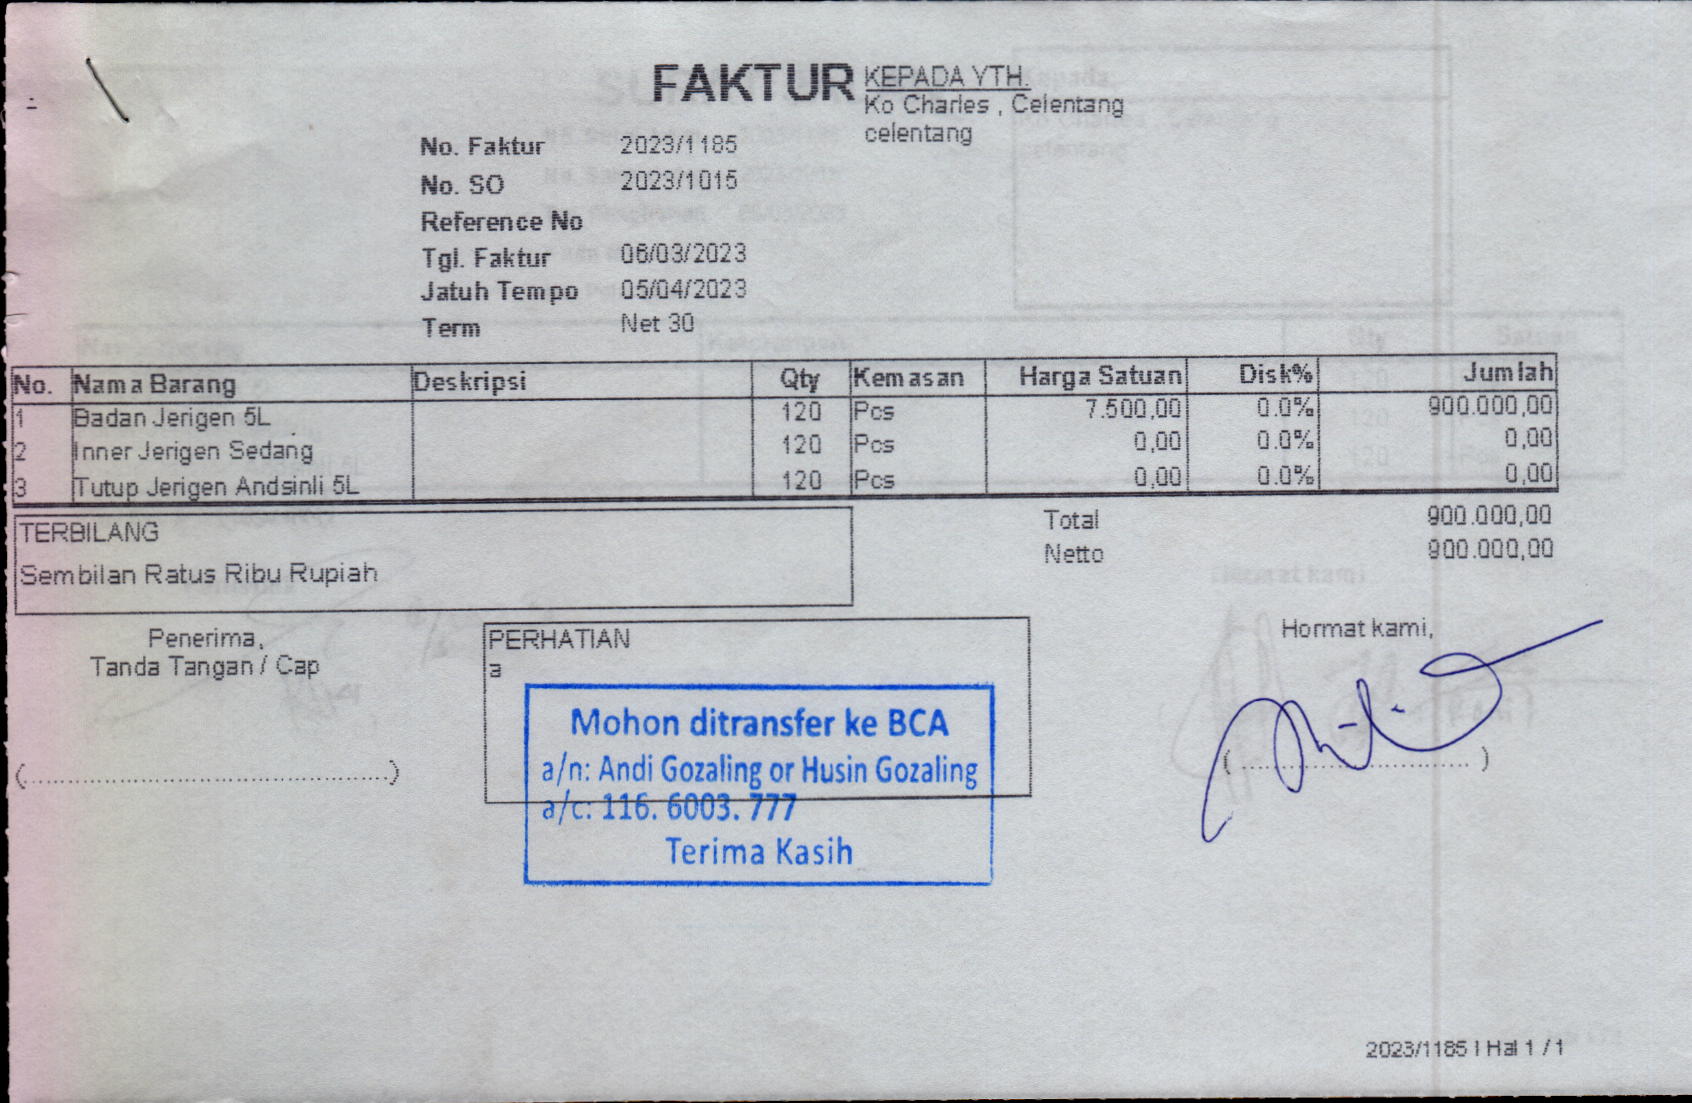 FAKTUR
KEPADA YTH.
Ko Charles , Celentang
celentang
No. Faktur 2023/1185
No. SO 2023/1015
Reference No
Tgl. Faktur 06/03/2023
Jatuh Tempo 05/04/2023
Term Net 30
No. Nama Barang Deskripsi Qty Kemasan Harga Satuan Disk% Jumlah
1 Badan Jerigen 5L 120 Pcs 7.500,00 0.0% 900.000,00
2 Inner Jerigen Sedang 120 Pcs 0,00 0.0% 0,00
3 Tutup Jerigen Andsinli 5L 120 Pcs 0,00 0.0% 0,00
TERBILANG
Sembilan Ratus Ribu Rupiah
Total 900.000,00
Netto 900.000,00
Penerima,
Tanda Tangan / Cap
(..........................................)
PERHATIAN
a
Mohon ditransfer ke BCA
a/n: Andi Gozaling or Husin Gozaling
a/c: 116. 6003. 777
Terima Kasih
Hormat kami,
(..............................)
2023/1185 | Hal 1 / 1